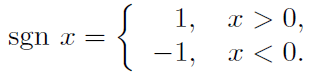 sgn x = { 1, x > 0,
−1, x < 0.